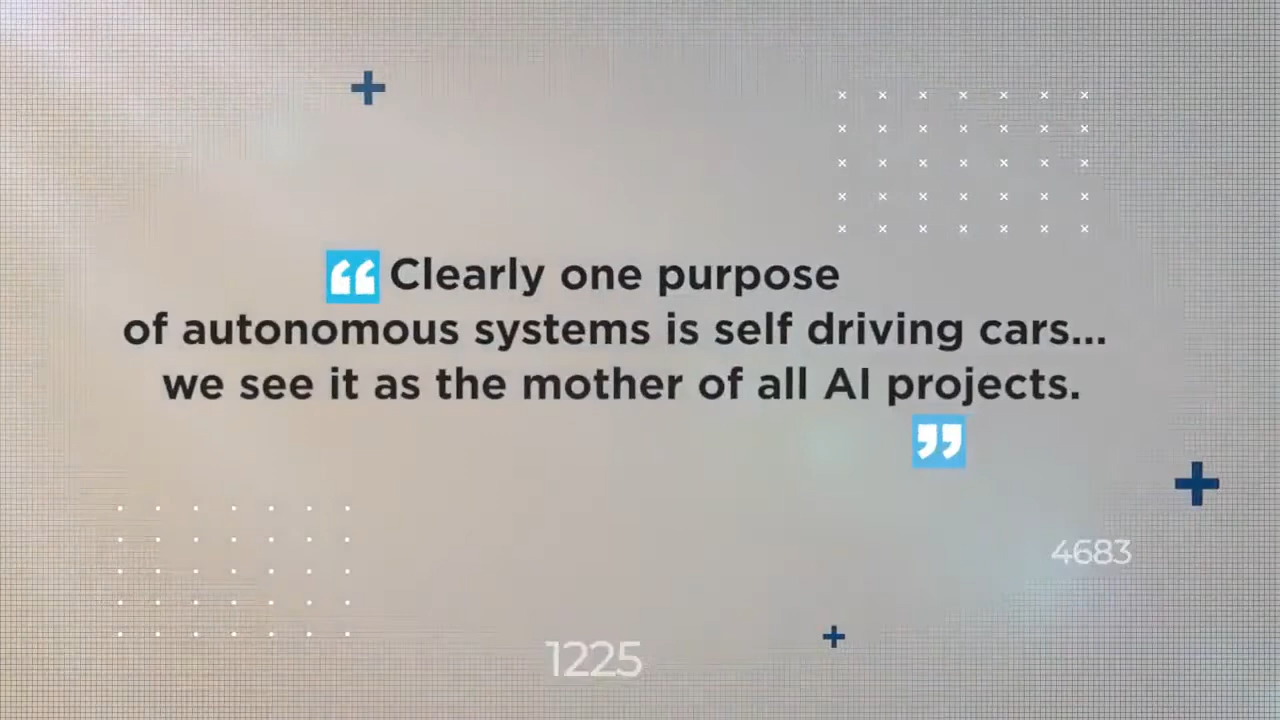 “ Clearly one purpose
of autonomous systems is self driving cars...
we see it as the mother of all AI projects.
”
4683
1225